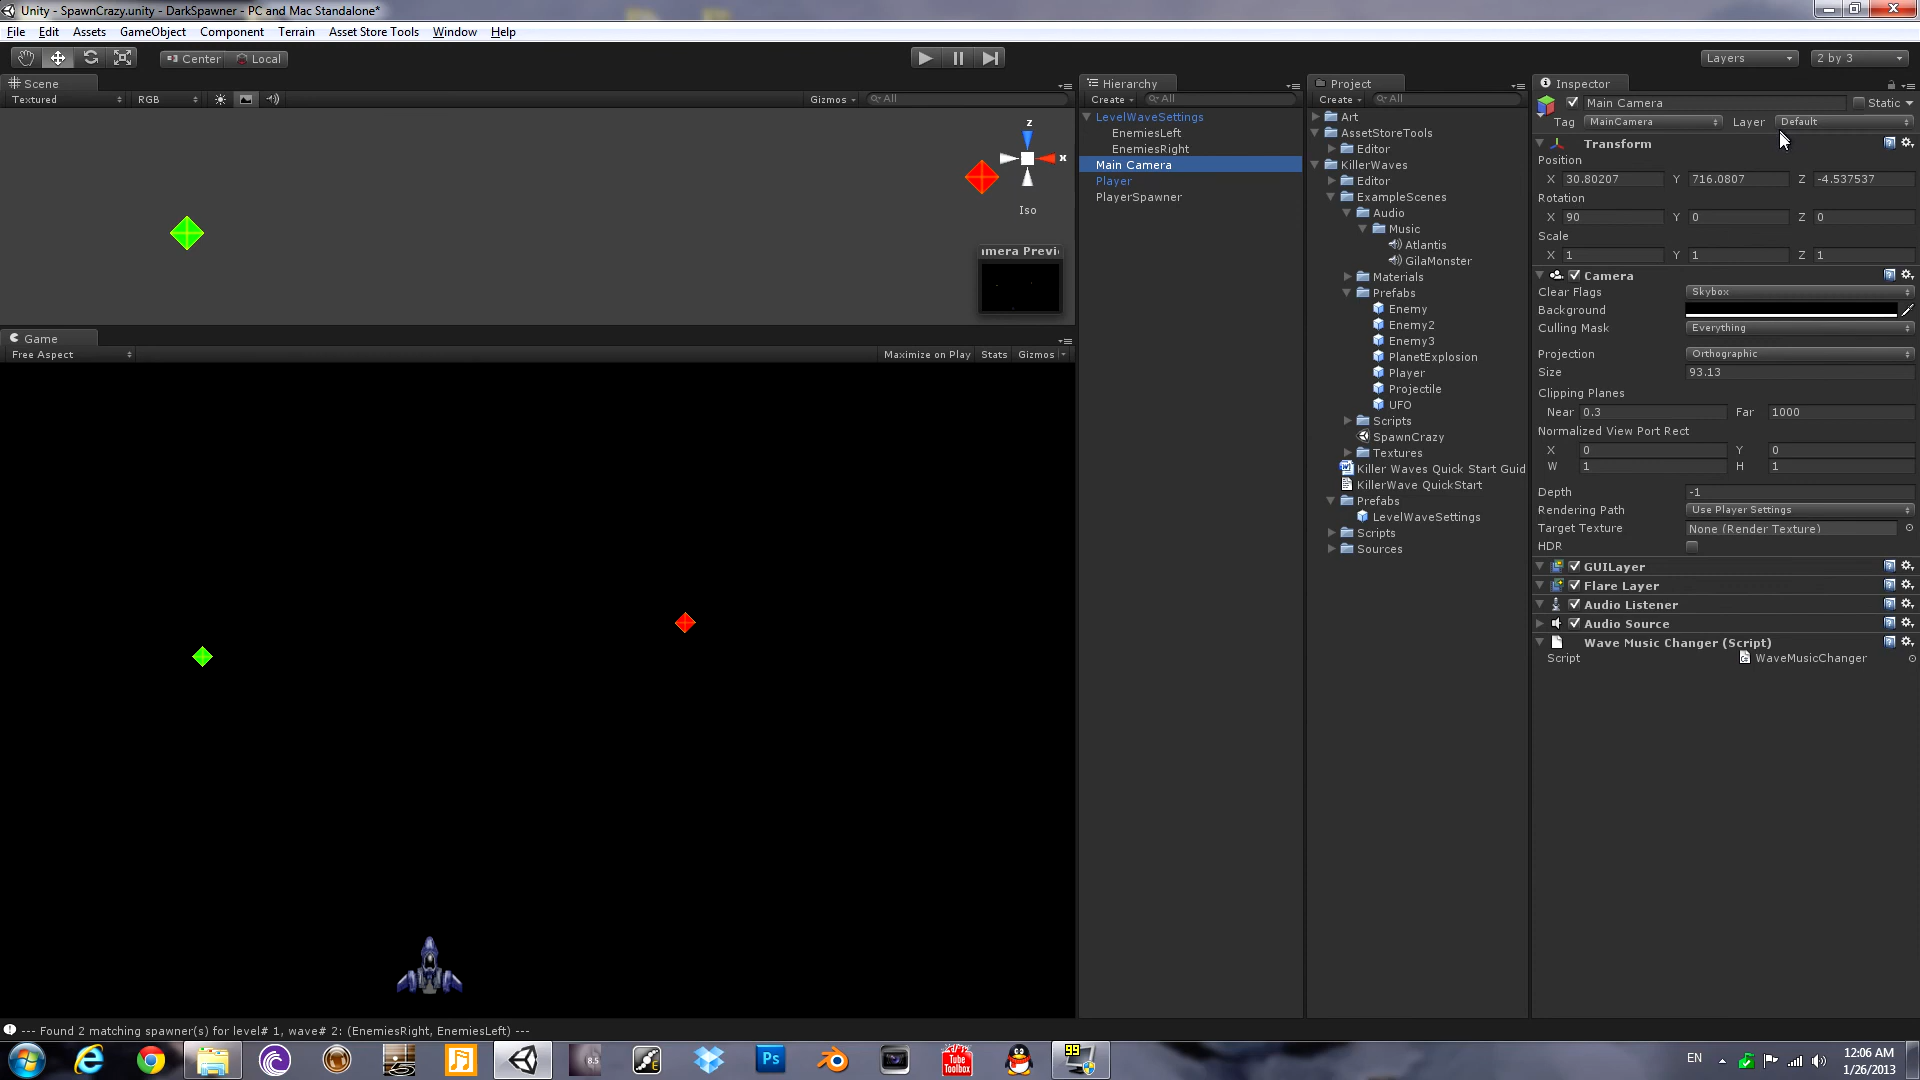 Unity - SpawnCrazy.unity - DarkSpawner - PC and Mac Standalone*
File Edit Assets GameObject Component Terrain Asset Store Tools Window Help
Center Local
Layers 2 by 3
Scene
Textured RGB Gizmos All
z
x
Iso
amera Previ
Game
Free Aspect Maximize on Play Stats Gizmos
Hierarchy
Create All
LevelWaveSettings
EnemiesLeft
EnemiesRight
Main Camera
Player
PlayerSpawner
Project
Create All
Art
AssetStoreTools
Editor
KillerWaves
Editor
ExampleScenes
Audio
Music
Atlantis
GilaMonster
Materials
Prefabs
Enemy
Enemy2
Enemy3
PlanetExplosion
Player
Projectile
UFO
Scripts
SpawnCrazy
Textures
Killer Waves Quick Start Guid
KillerWave QuickStart
Prefabs
LevelWaveSettings
Scripts
Sources
Inspector
Main Camera Static
Tag MainCamera Layer Default
Transform
Position
X 30.80207 Y 716.0807 Z -4.537537
Rotation
X 90 Y 0 Z 0
Scale
X 1 Y 1 Z 1
Camera
Clear Flags Skybox
Background
Culling Mask Everything
Projection Orthographic
Size 93.13
Clipping Planes
Near 0.3 Far 1000
Normalized View Port Rect
X 0 Y 0
W 1 H 1
Depth -1
Rendering Path Use Player Settings
Target Texture None (Render Texture)
HDR
GUILayer
Flare Layer
Audio Listener
Audio Source
Wave Music Changer (Script)
Script WaveMusicChanger
--- Found 2 matching spawner(s) for level# 1, wave# 2: (EnemiesRight, EnemiesLeft) ---
8.5
Ps
Tube
Toolbox
99
EN
12:06 AM
1/26/2013